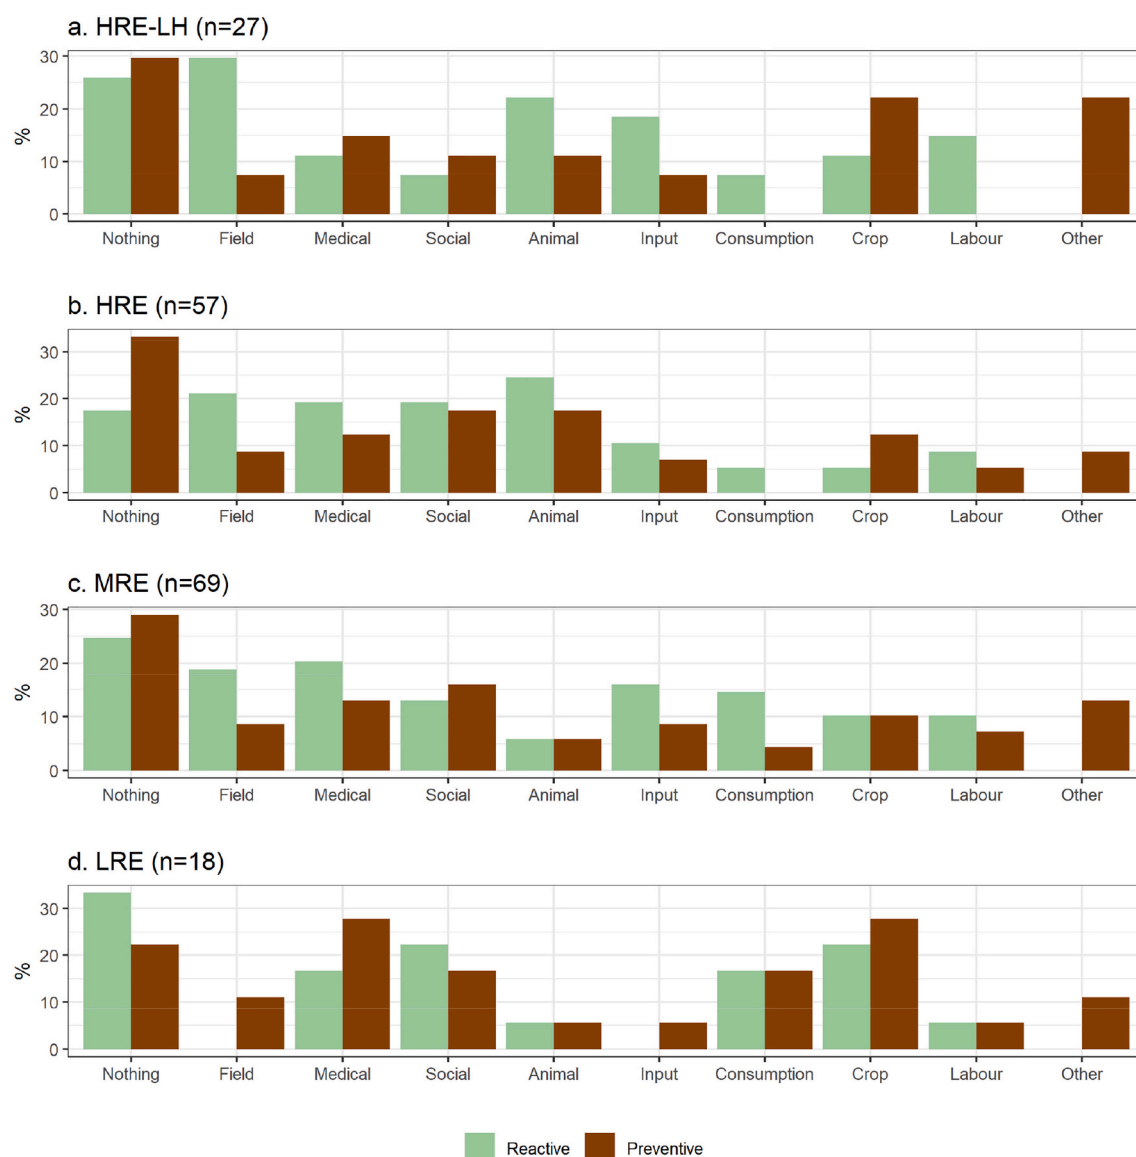 a. HRE-LH (n=27)
30
20
10
0
%
Nothing Field Medical Social Animal Input Consumption Crop Labour Other
b. HRE (n=57)
30
20
10
0
%
Nothing Field Medical Social Animal Input Consumption Crop Labour Other
c. MRE (n=69)
30
20
10
0
%
Nothing Field Medical Social Animal Input Consumption Crop Labour Other
d. LRE (n=18)
30
20
10
0
%
Nothing Field Medical Social Animal Input Consumption Crop Labour Other
Reactive Preventive